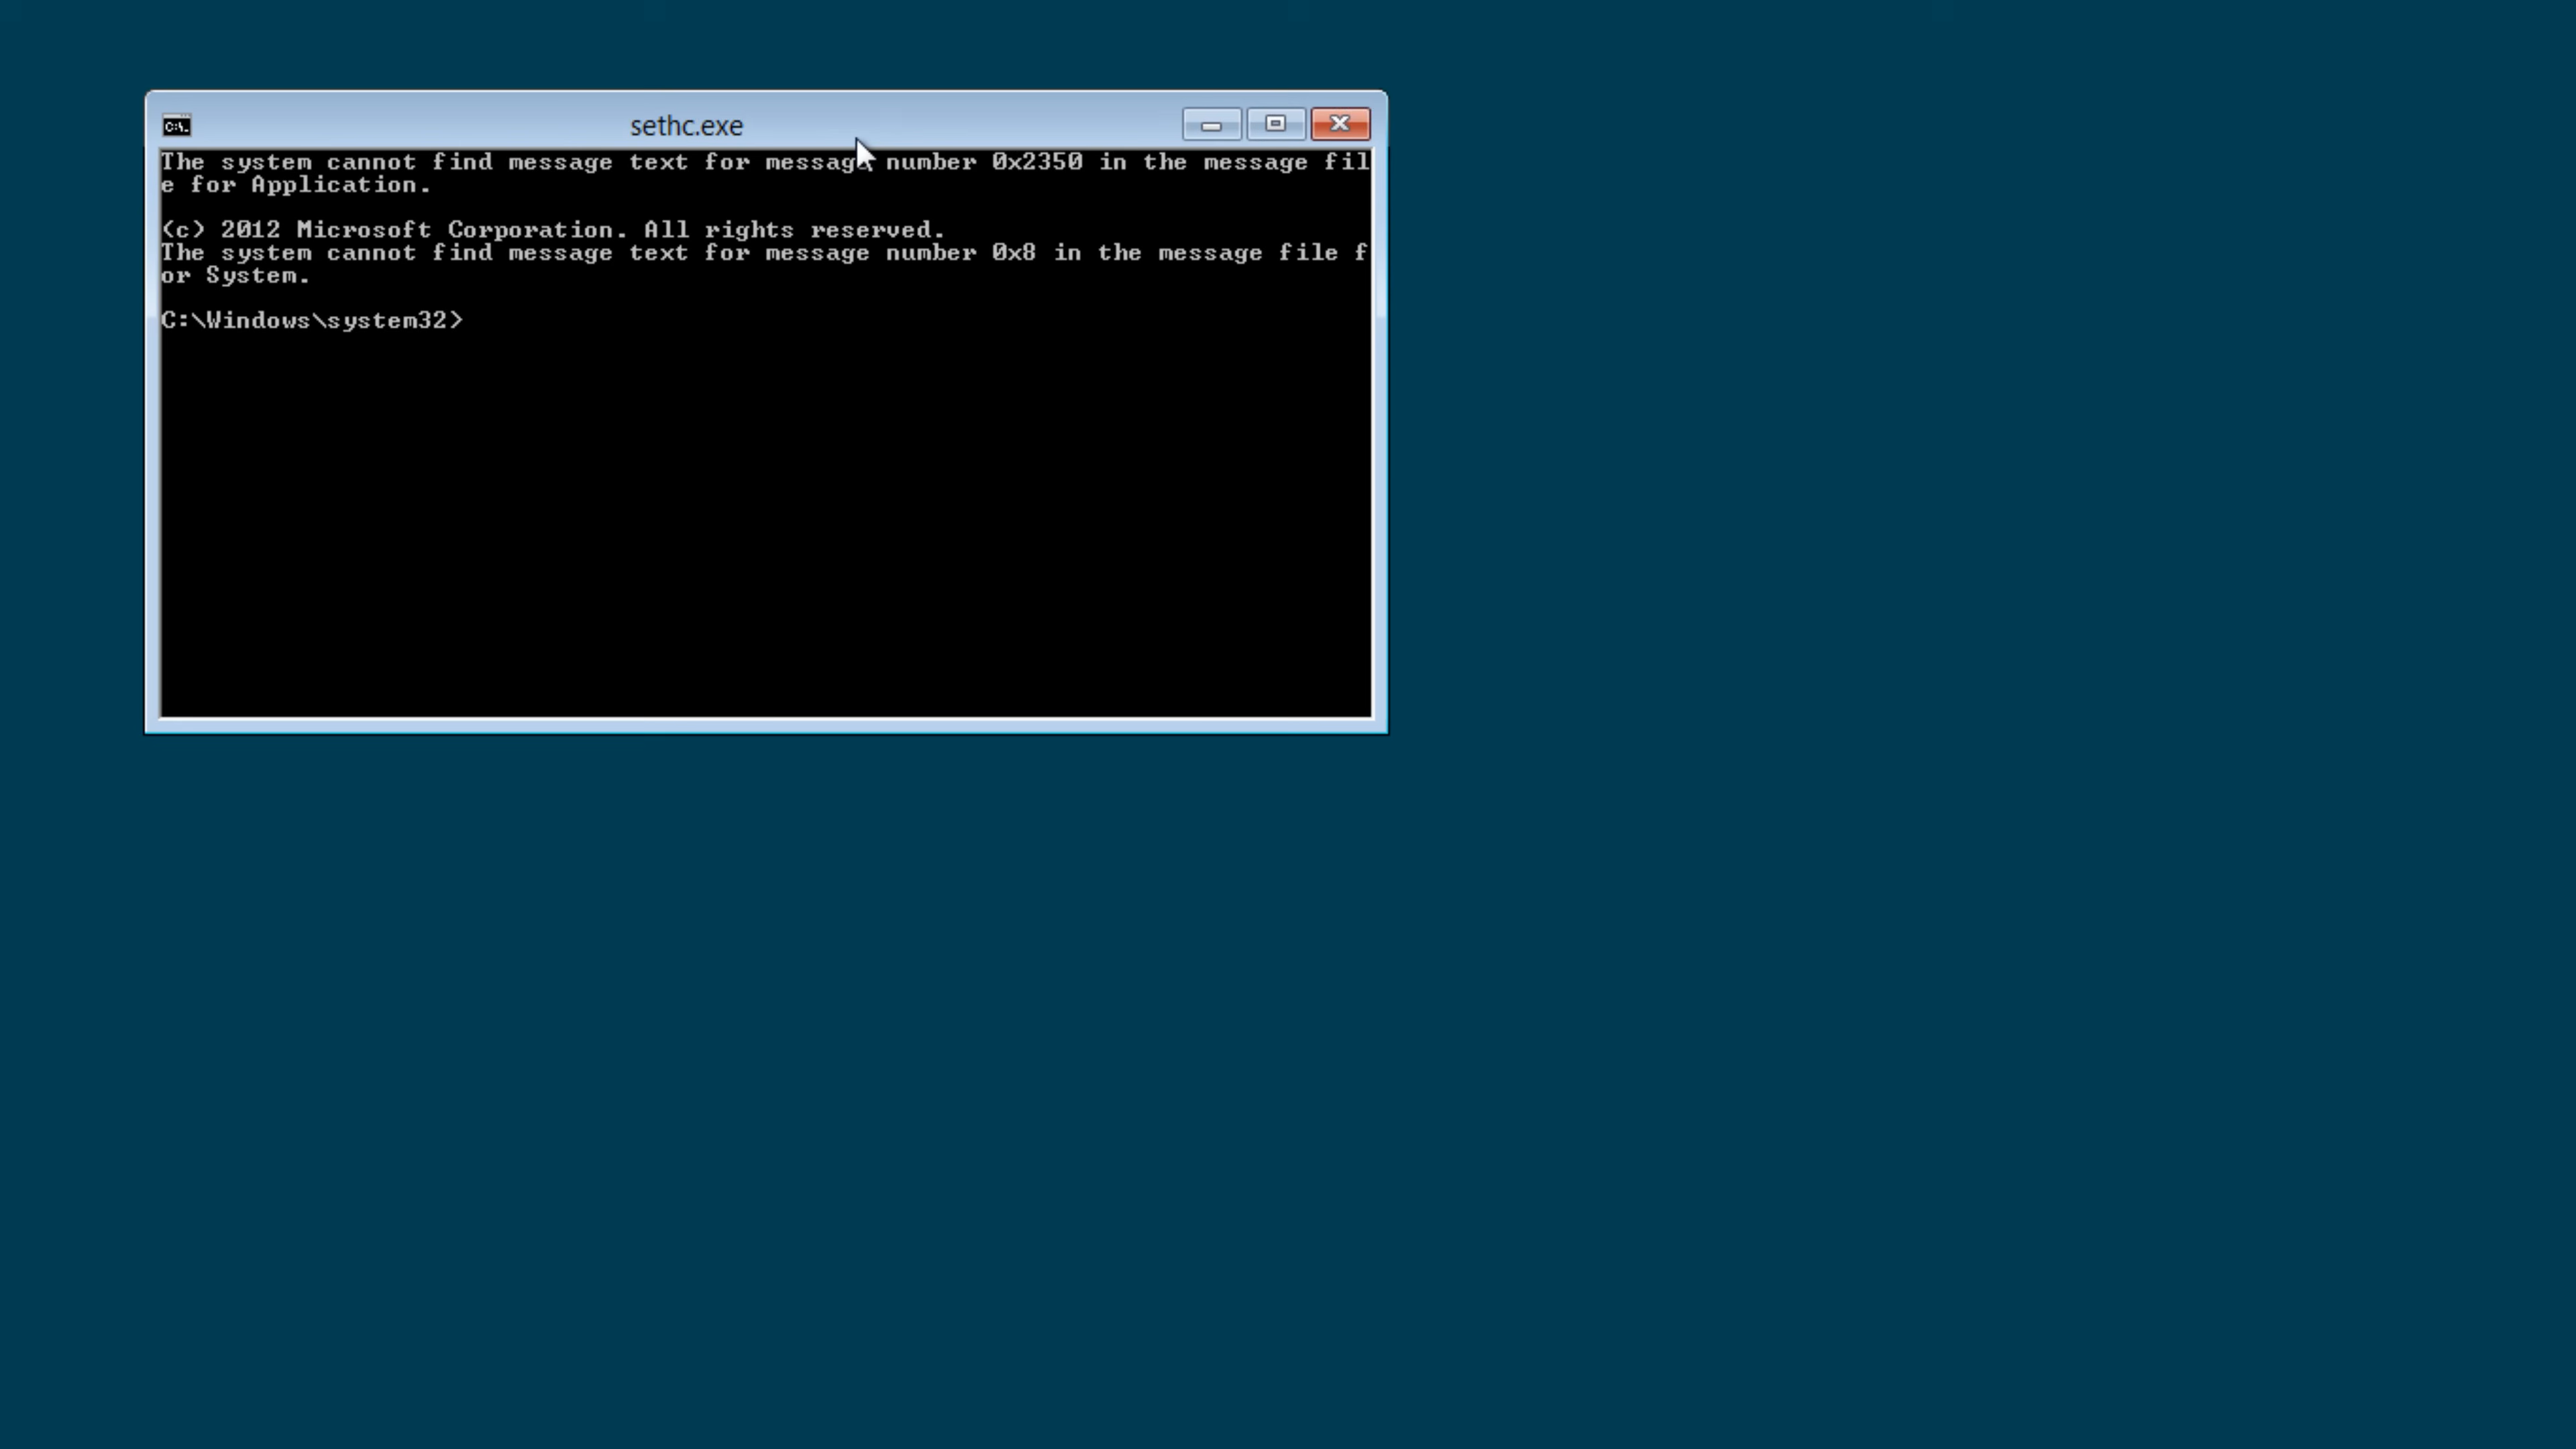 sethc.exe
The system cannot find message text for message number 0x2350 in the message fil
e for Application.
(c) 2012 Microsoft Corporation. All rights reserved.
The system cannot find message text for message number 0x8 in the message file f
or System.
C:\Windows\system32>